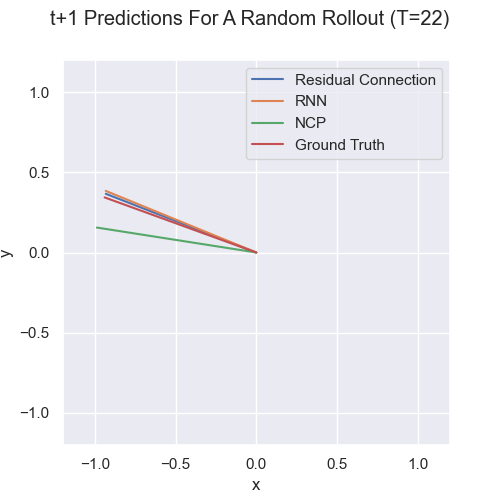 t+1 Predictions For A Random Rollout (T=22)
Residual Connection
RNN
NCP
Ground Truth
1.0
0.5
0.0
−0.5
−1.0
y
−1.0 −0.5 0.0 0.5 1.0
x